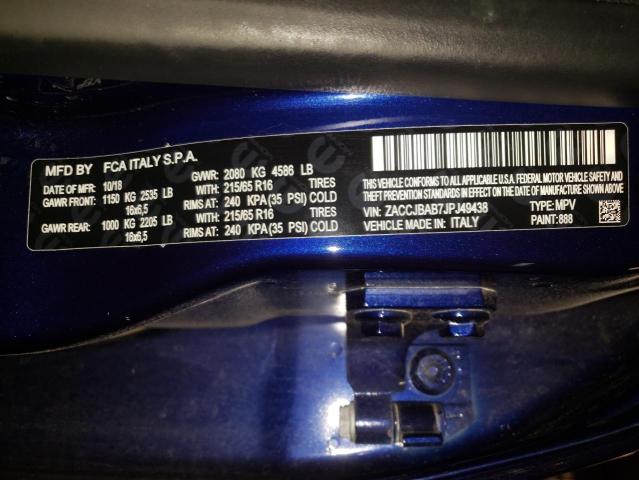 MFD BY FCA ITALY S.P.A.
DATE OF MFR: 10/18 GVWR: 2080 KG 4586 LB
GAWR FRONT: 1150 KG 2535 LB WITH: 215/65 R16 TIRES
16x6,5 RIMS AT: 240 KPA (35 PSI) COLD
GAWR REAR: 1000 KG 2205 LB WITH: 215/65 R16 TIRES
16x6,5 RIMS AT: 240 KPA (35 PSI) COLD
THIS VEHICLE CONFORMS TO ALL APPLICABLE U.S.A. FEDERAL MOTOR VEHICLE SAFETY AND
THEFT PREVENTION STANDARDS IN EFFECT ON THE DATE OF MANUFACTURE SHOWN ABOVE.
VIN: ZACCJBAB7JPJ49438 TYPE: MPV
VEHICLE MADE IN: ITALY PAINT: 888